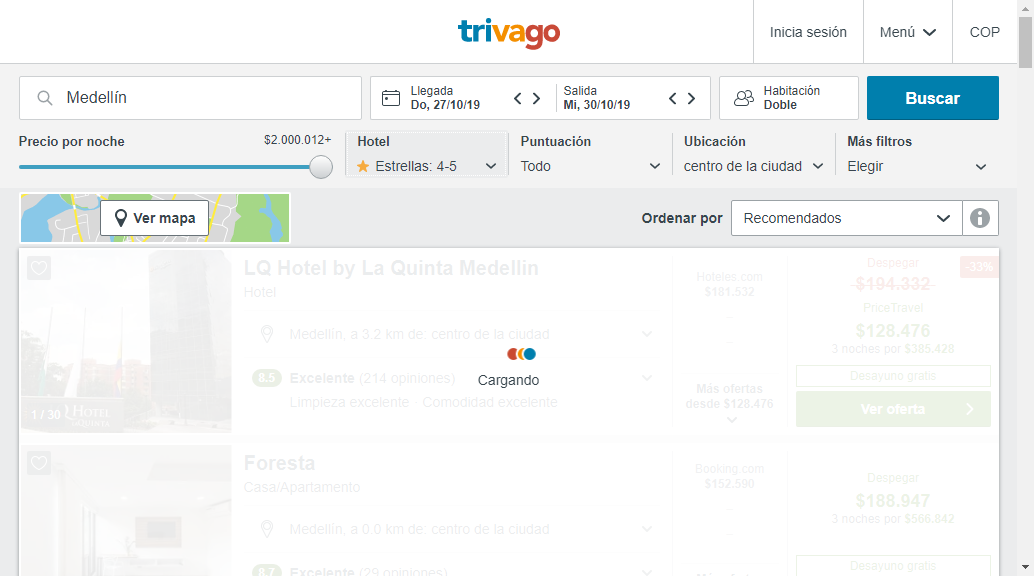 trivago
Inicia sesión
Menú
COP
Medellín
Llegada
Do, 27/10/19
Salida
Mi, 30/10/19
Habitación
Doble
Buscar
Precio por noche
$2.000.012+
Hotel
Estrellas: 4-5
Puntuación
Todo
Ubicación
centro de la ciudad
Más filtros
Elegir
Ver mapa
Ordenar por
Recomendados
LQ Hotel by La Quinta Medellin
Hotel
Medellín, a 3.2 km de: centro de la ciudad
8.5 Excelente (214 opiniones)
Limpieza excelente · Comodidad excelente
1 / 30
Hotel
LA QUINTA
Cargando
Hoteles.com
$181.532
Más ofertas
desde $128.476
Despegar
-33%
$194.332
PriceTravel
$128.476
3 noches por $385.428
Desayuno gratis
Ver oferta
Foresta
Casa/Apartamento
Medellín, a 0.0 km de: centro de la ciudad
8.7 Excelente (29 opiniones)
Booking.com
$152.590
Más ofertas
Despegar
$188.947
3 noches por $566.842
Desayuno gratis